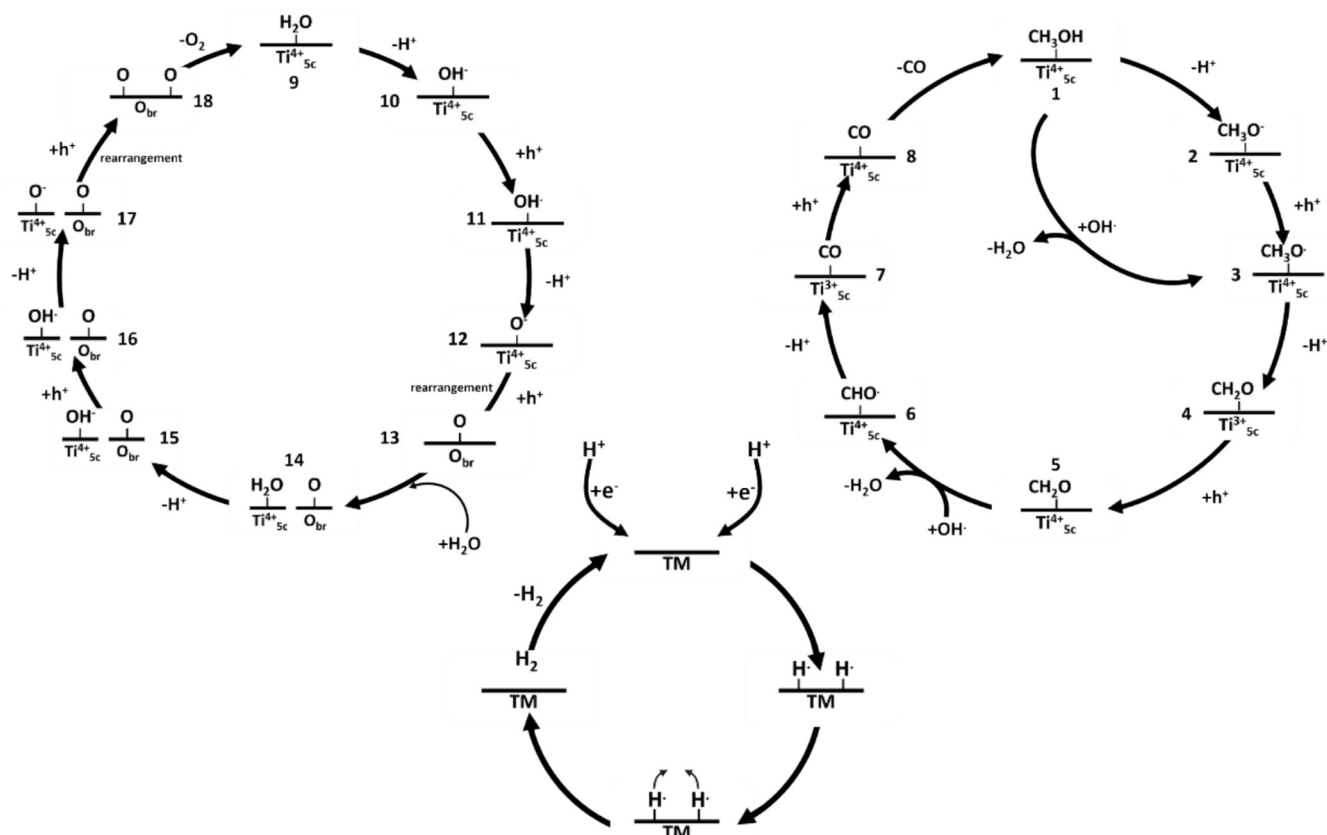 H₂O
Ti⁴⁺5c
9
-H⁺
OH⁻
Ti⁴⁺5c
10
+h⁺
OH·
Ti⁴⁺5c
11
-H⁺
O⁻
Ti⁴⁺5c
12
rearrangement
+h⁺
O
Obr
13
+H₂O
14
H₂O O
Ti⁴⁺5c Obr
-H⁺
OH⁻ O
Ti⁴⁺5c Obr
15
+h⁺
OH· O
Ti⁴⁺5c Obr
16
-H⁺
O⁻ O
Ti⁴⁺5c Obr
17
+h⁺
rearrangement
O O
Obr
18
-O₂
CH₃OH
Ti⁴⁺5c
1
-H⁺
CH₃O⁻
Ti⁴⁺5c
2
+h⁺
+OH·
-H₂O
CH₃O·
Ti⁴⁺5c
3
-H⁺
CH₂O
Ti³⁺5c
4
+h⁺
5
CH₂O
Ti⁴⁺5c
+OH·
-H₂O
CHO·
Ti⁴⁺5c
6
-H⁺
CO
Ti³⁺5c
7
+h⁺
CO
Ti⁴⁺5c
8
-CO
H⁺ H⁺
+e⁻ +e⁻
TM
H· H·
TM
H· H·
TM
H₂
TM
-H₂